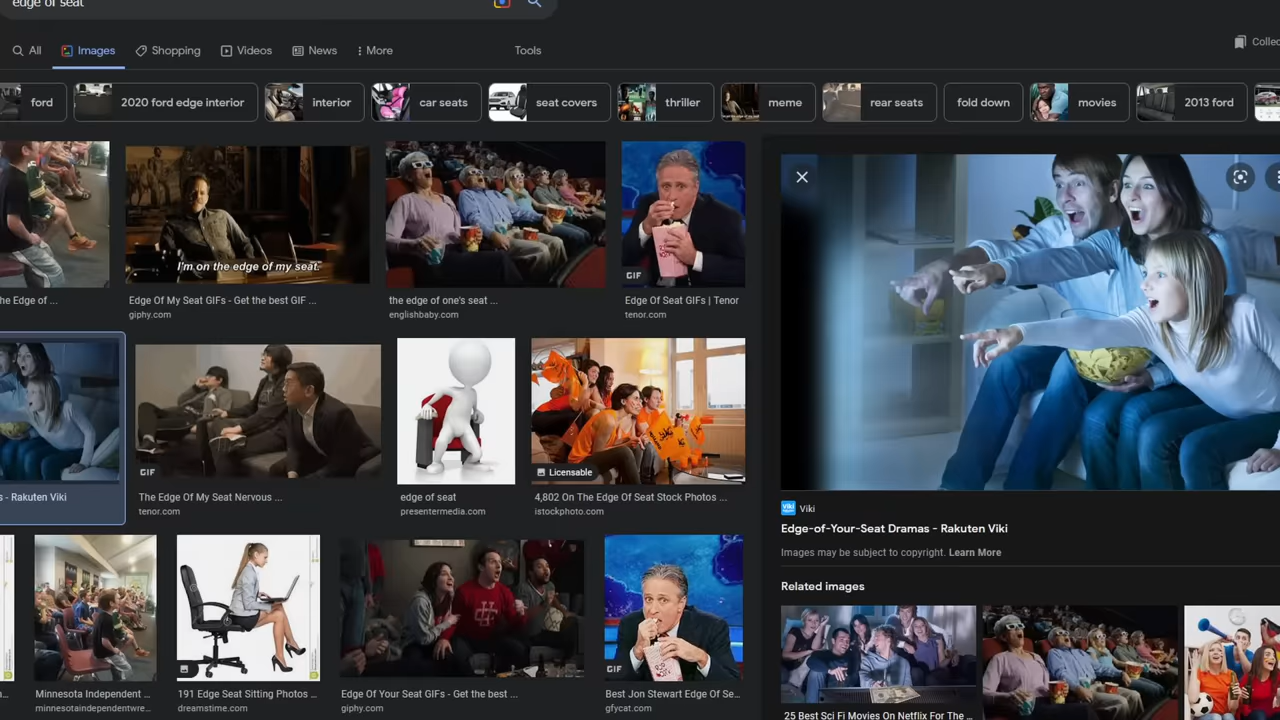 edge of seat
All
Images
Shopping
Videos
News
More
Tools
Collec
ford
2020 ford edge interior
interior
car seats
seat covers
thriller
meme
rear seats
fold down
movies
2013 ford
I'm on the edge of my seat.
GIF
he Edge of ...
Edge Of My Seat GIFs - Get the best GIF ...
giphy.com
the edge of one's seat ...
englishbaby.com
Edge Of Seat GIFs | Tenor
tenor.com
GIF
Licensable
s - Rakuten Viki
The Edge Of My Seat Nervous ...
tenor.com
edge of seat
presentermedia.com
4,802 On The Edge Of Seat Stock Photos ...
istockphoto.com
GIF
Minnesota Independent ...
minnesotaindependentwre...
191 Edge Seat Sitting Photos ...
dreamstime.com
Edge Of Your Seat GIFs - Get the best ...
giphy.com
Best Jon Stewart Edge Of Se...
gfycat.com
Viki
Edge-of-Your-Seat Dramas - Rakuten Viki
Images may be subject to copyright. Learn More
Related images
25 Best Sci Fi Movies On Netflix For The ...